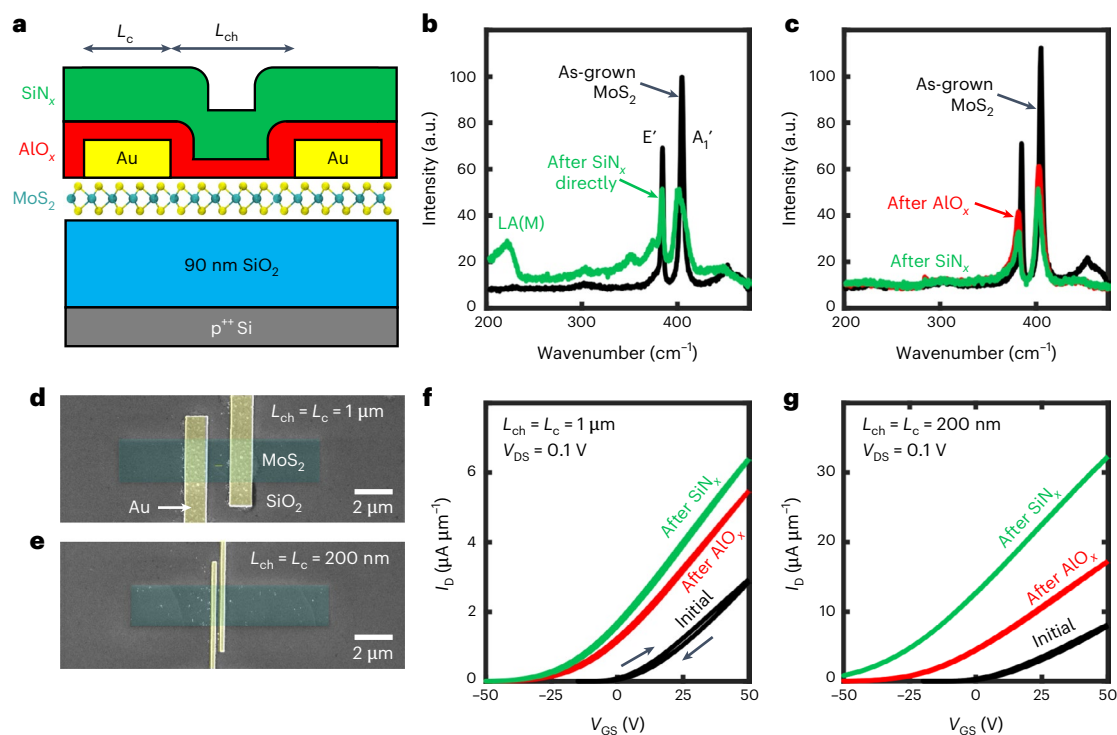 a
L_c
L_ch
SiN_x
AlO_x
Au
Au
MoS_2
90 nm SiO_2
p^++ Si
b
Intensity (a.u.)
100
80
60
40
20
0
As-grown
MoS_2
E′
A_1′
After SiN_x
directly
LA(M)
200
300
400
Wavenumber (cm^−1)
c
Intensity (a.u.)
100
80
60
40
20
0
As-grown
MoS_2
After AlO_x
After SiN_x
200
300
400
Wavenumber (cm^−1)
d
L_ch = L_c = 1 μm
MoS_2
SiO_2
Au
2 μm
e
L_ch = L_c = 200 nm
2 μm
f
I_D (μA μm^−1)
6
4
2
0
L_ch = L_c = 1 μm
V_DS = 0.1 V
After SiN_x
After AlO_x
Initial
−50
−25
0
25
50
V_GS (V)
g
I_D (μA μm^−1)
30
20
10
0
L_ch = L_c = 200 nm
V_DS = 0.1 V
After SiN_x
After AlO_x
Initial
−50
−25
0
25
50
V_GS (V)